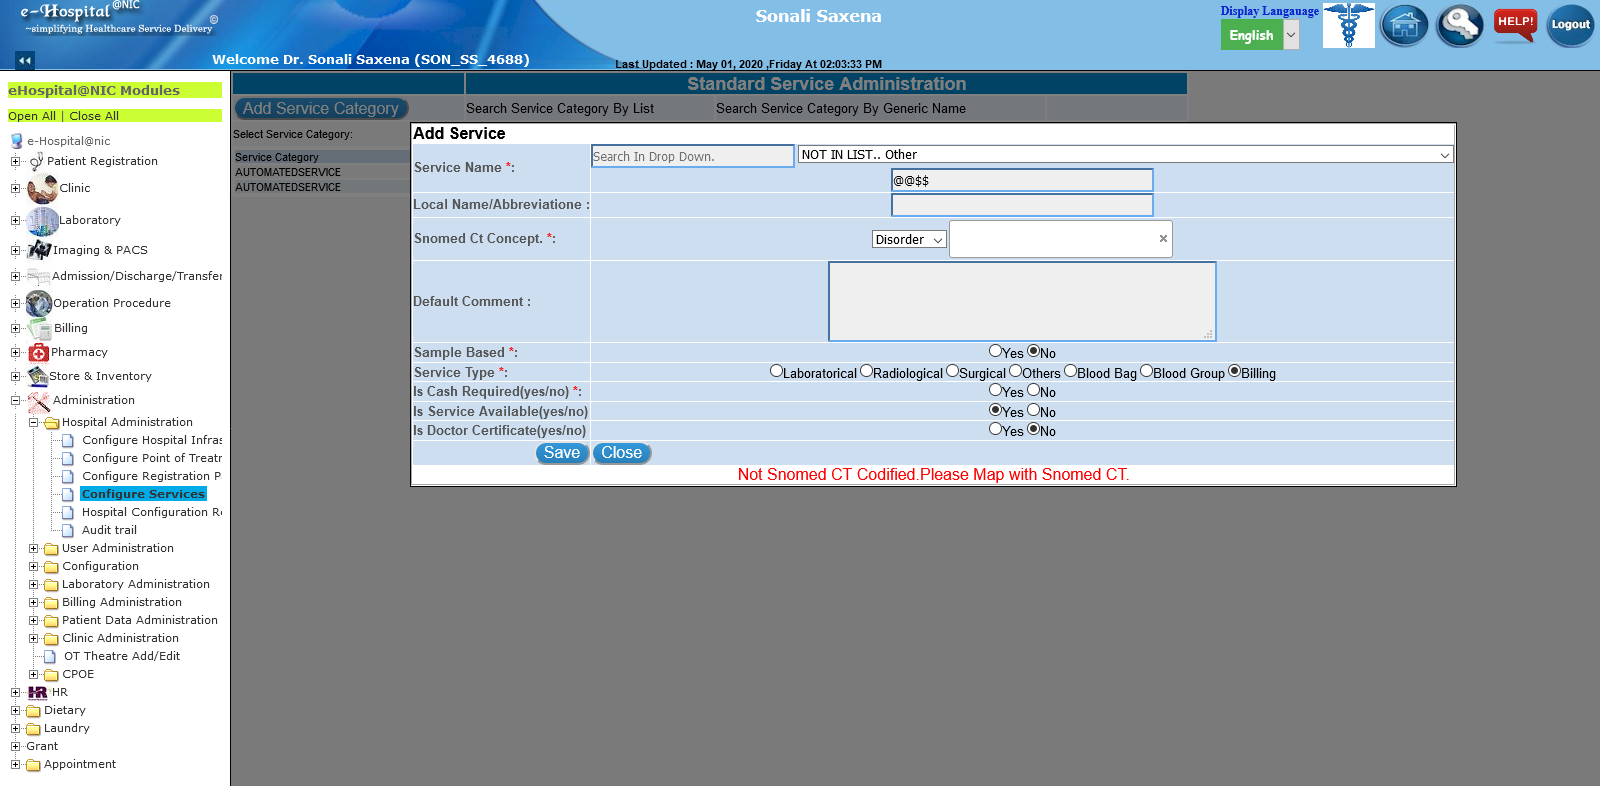 e-Hospital @NIC ©
~simplifying Healthcare Service Delivery
Sonali Saxena
Display Langauage
English
HELP!
Logout
Welcome Dr. Sonali Saxena (SON_SS_4688)
Last Updated : May 01, 2020 ,Friday At 02:03:33 PM
eHospital@NIC Modules
Open All | Close All
e-Hospital@nic
Patient Registration
Clinic
Laboratory
Imaging & PACS
Admission/Discharge/Transfer
Operation Procedure
Billing
Pharmacy
Store & Inventory
Administration
Hospital Administration
Configure Hospital Infras
Configure Point of Treatr
Configure Registration P
Configure Services
Hospital Configuration Re
Audit trail
User Administration
Configuration
Laboratory Administration
Billing Administration
Patient Data Administration
Clinic Administration
OT Theatre Add/Edit
CPOE
HR HR
Dietary
Laundry
Grant
Appointment
Standard Service Administration
Add Service Category Search Service Category By List Search Service Category By Generic Name
Select Service Category:
Service Category
AUTOMATEDSERVICE
AUTOMATEDSERVICE
Add Service
Service Name *: Search In Drop Down. NOT IN LIST.. Other
@@$$
Local Name/Abbreviatione :
Snomed Ct Concept. *: Disorder ×
Default Comment :
Sample Based *: Yes No
Service Type *: Laboratorical Radiological Surgical Others Blood Bag Blood Group Billing
Is Cash Required(yes/no) *: Yes No
Is Service Available(yes/no) Yes No
Is Doctor Certificate(yes/no) Yes No
Save Close
Not Snomed CT Codified.Please Map with Snomed CT.